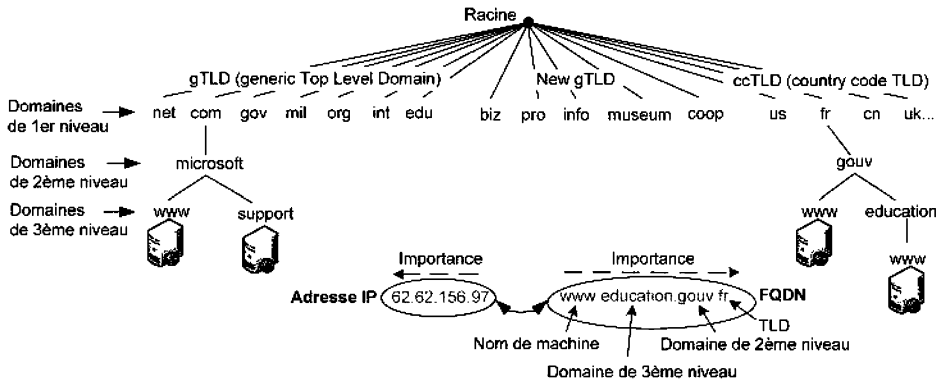 Racine
gTLD (generic Top Level Domain) New gTLD ccTLD (country code TLD)
Domaines
de 1er niveau
net com gov mil org int edu biz pro info museum coop us fr cn uk...
Domaines
de 2ème niveau
microsoft gouv
Domaines
de 3ème niveau
www support www education
www
Importance Importance
Adresse IP 62.62.156.97 www education.gouv fr FQDN
TLD
Nom de machine Domaine de 2ème niveau
Domaine de 3ème niveau